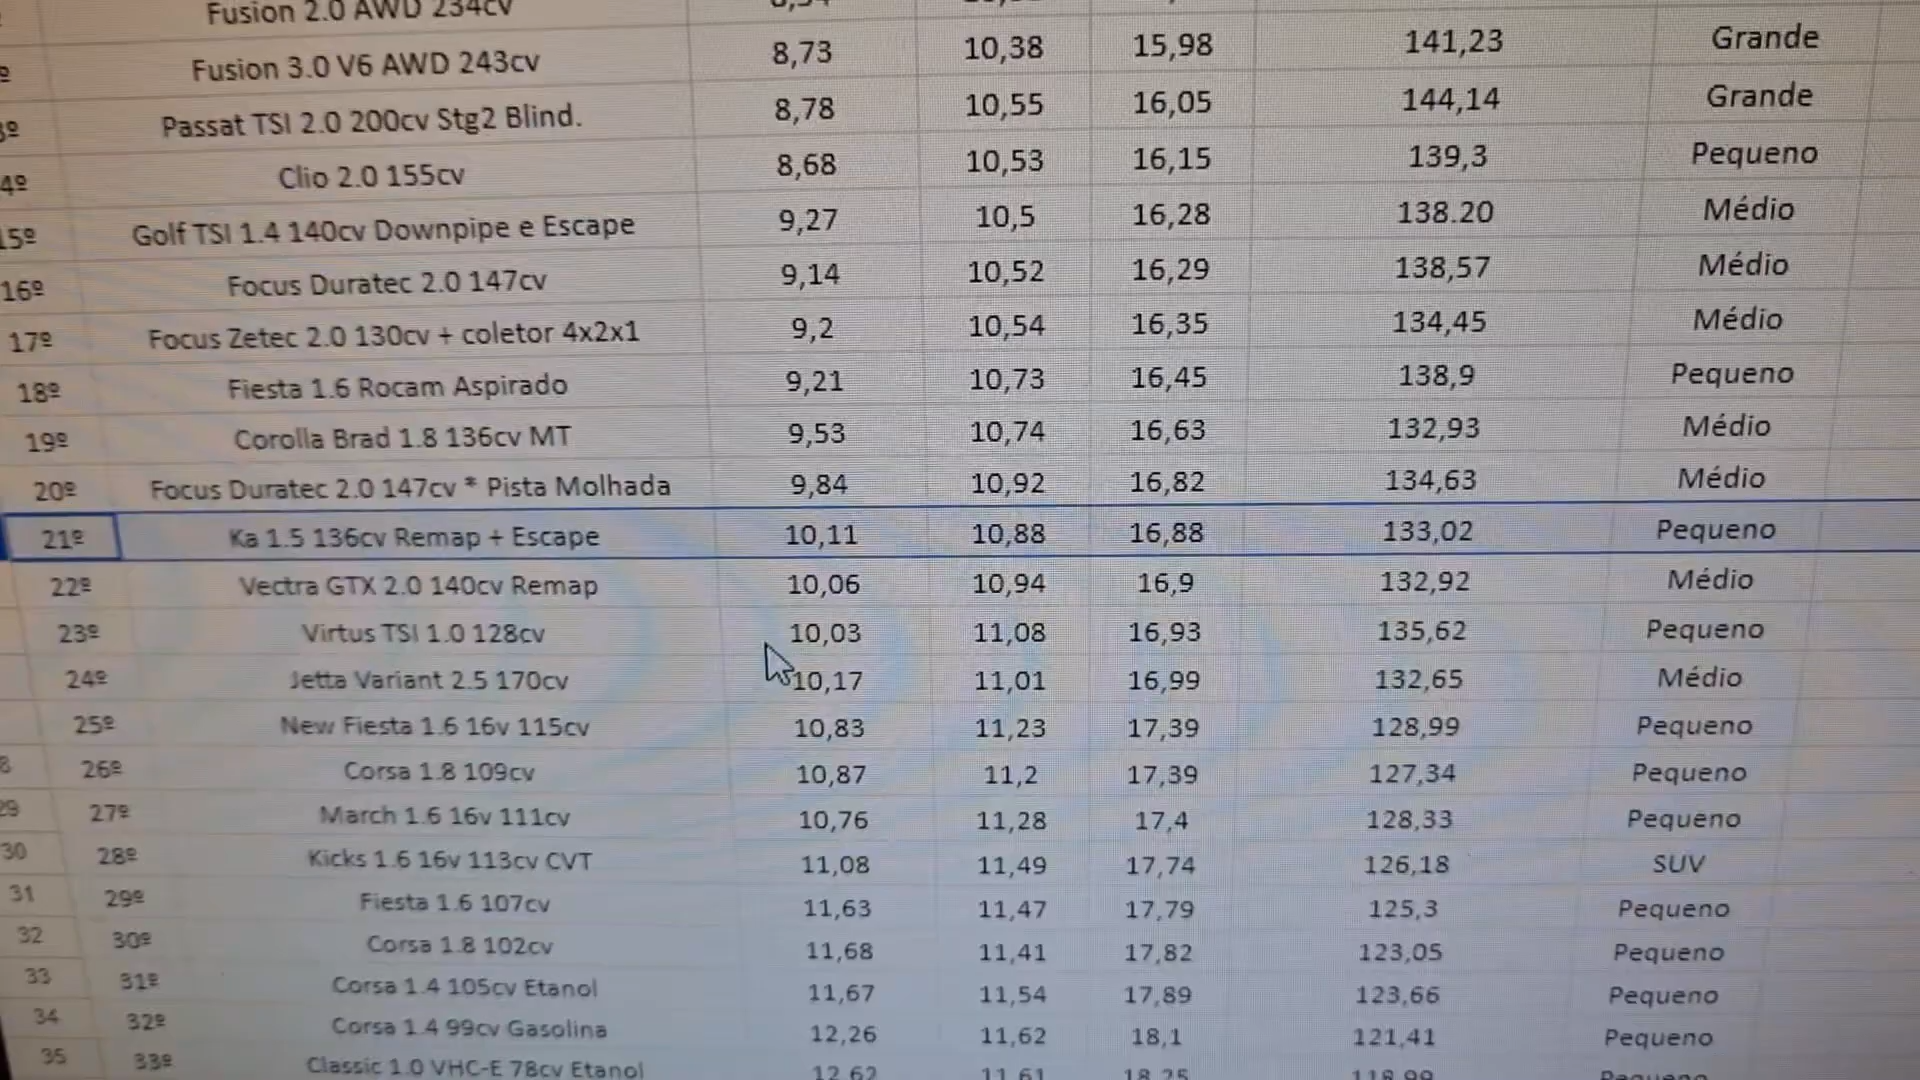 Fusion 2.0 AWD 234cv
Fusion 3.0 V6 AWD 243cv 8,73 10,38 15,98 141,23 Grande
Passat TSI 2.0 200cv Stg2 Blind. 8,78 10,55 16,05 144,14 Grande
4º Clio 2.0 155cv 8,68 10,53 16,15 139,3 Pequeno
15º Golf TSI 1.4 140cv Downpipe e Escape 9,27 10,5 16,28 138.20 Médio
16º Focus Duratec 2.0 147cv 9,14 10,52 16,29 138,57 Médio
17º Focus Zetec 2.0 130cv + coletor 4x2x1 9,2 10,54 16,35 134,45 Médio
18º Fiesta 1.6 Rocam Aspirado 9,21 10,73 16,45 138,9 Pequeno
19º Corolla Brad 1.8 136cv MT 9,53 10,74 16,63 132,93 Médio
20º Focus Duratec 2.0 147cv * Pista Molhada 9,84 10,92 16,82 134,63 Médio
21º Ka 1.5 136cv Remap + Escape 10,11 10,88 16,88 133,02 Pequeno
22º Vectra GTX 2.0 140cv Remap 10,06 10,94 16,9 132,92 Médio
23º Virtus TSI 1.0 128cv 10,03 11,08 16,93 135,62 Pequeno
24º Jetta Variant 2.5 170cv 10,17 11,01 16,99 132,65 Médio
25º New Fiesta 1.6 16v 115cv 10,83 11,23 17,39 128,99 Pequeno
8 26º Corsa 1.8 109cv 10,87 11,2 17,39 127,34 Pequeno
29 27º March 1.6 16v 111cv 10,76 11,28 17,4 128,33 Pequeno
30 28º Kicks 1.6 16v 113cv CVT 11,08 11,49 17,74 126,18 SUV
31 29º Fiesta 1.6 107cv 11,63 11,47 17,79 125,3 Pequeno
32 30º Corsa 1.8 102cv 11,68 11,41 17,82 123,05 Pequeno
33 31º Corsa 1.4 105cv Etanol 11,67 11,54 17,89 123,66 Pequeno
34 32º Corsa 1.4 99cv Gasolina 12,26 11,62 18,1 121,41 Pequeno
35 33º Classic 1.0 VHC-E 78cv Etanol 12,62 11,61 18,25 118,99 Pequeno